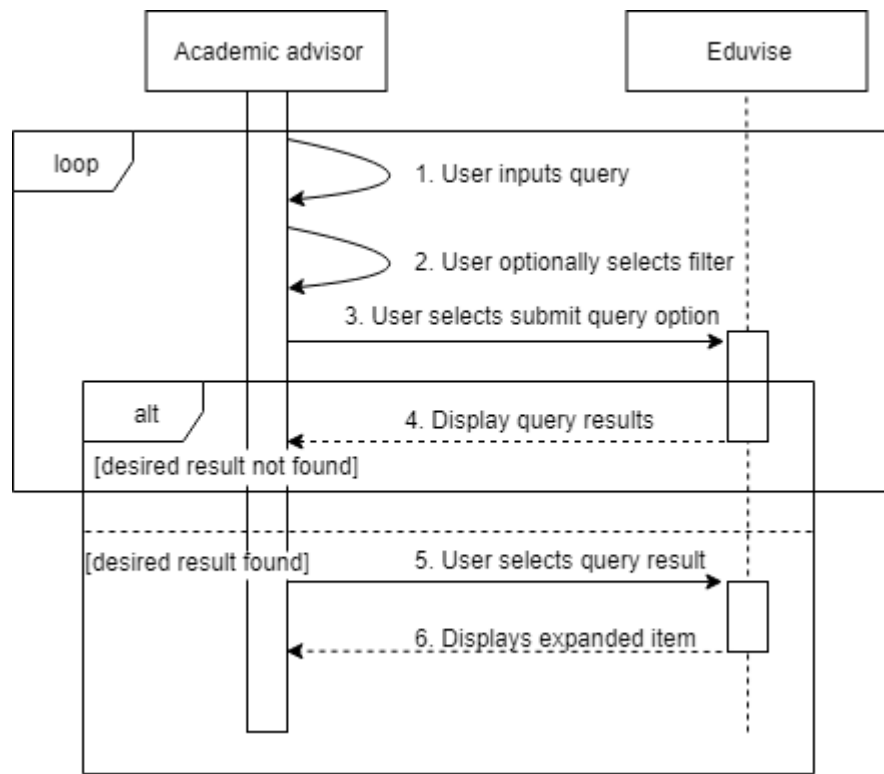 Academic advisor
Eduvise
loop
1. User inputs query
2. User optionally selects filter
3. User selects submit query option
alt
4. Display query results
[desired result not found]
[desired result found]
5. User selects query result
6. Displays expanded item